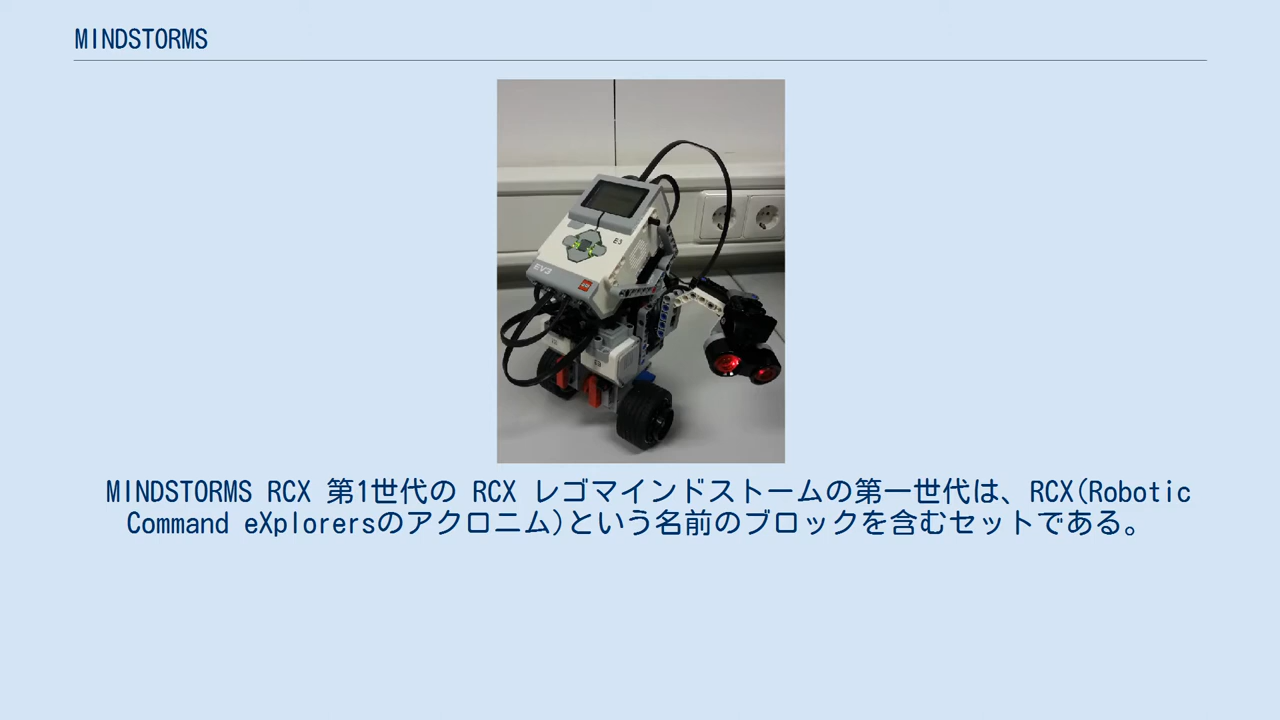 MINDSTORMS
E3
EV3
MINDSTORMS RCX 第1世代の RCX レゴマインドストームの第一世代は、RCX(Robotic
Command eXplorersのアクロニム)という名前のブロックを含むセットである。